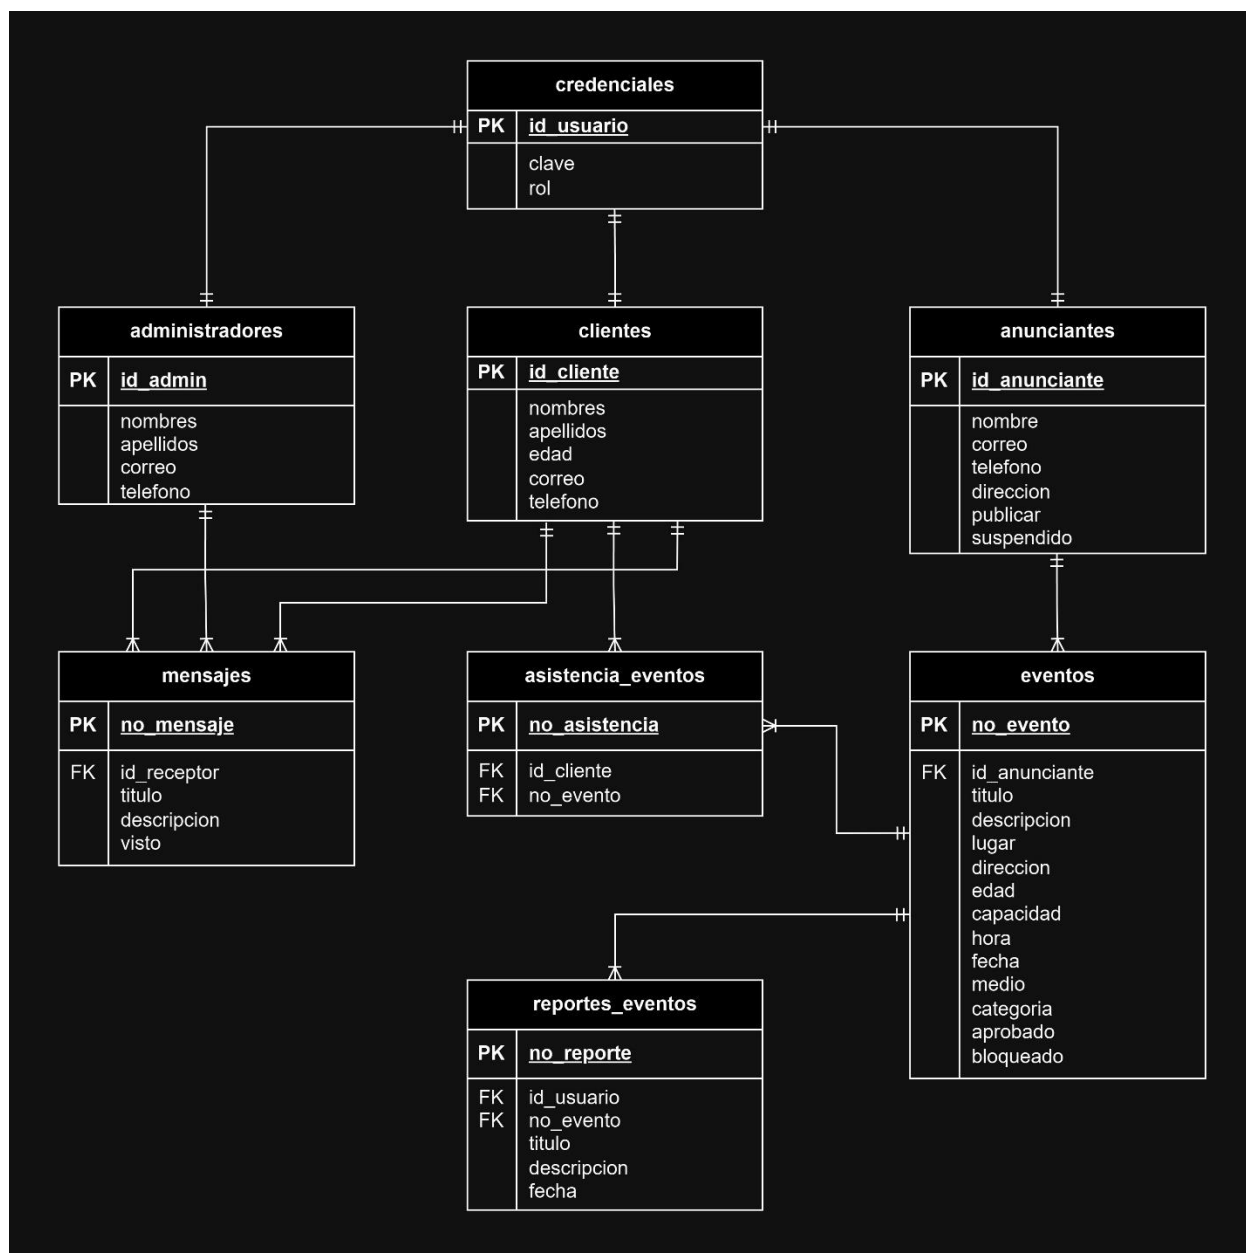 credenciales
PK id_usuario
clave
rol
administradores
PK id_admin
nombres
apellidos
correo
telefono
clientes
PK id_cliente
nombres
apellidos
edad
correo
telefono
anunciantes
PK id_anunciante
nombre
correo
telefono
direccion
publicar
suspendido
mensajes
PK no_mensaje
FK id_receptor
titulo
descripcion
visto
asistencia_eventos
PK no_asistencia
FK id_cliente
FK no_evento
eventos
PK no_evento
FK id_anunciante
titulo
descripcion
lugar
direccion
edad
capacidad
hora
fecha
medio
categoria
aprobado
bloqueado
reportes_eventos
PK no_reporte
FK id_usuario
FK no_evento
titulo
descripcion
fecha